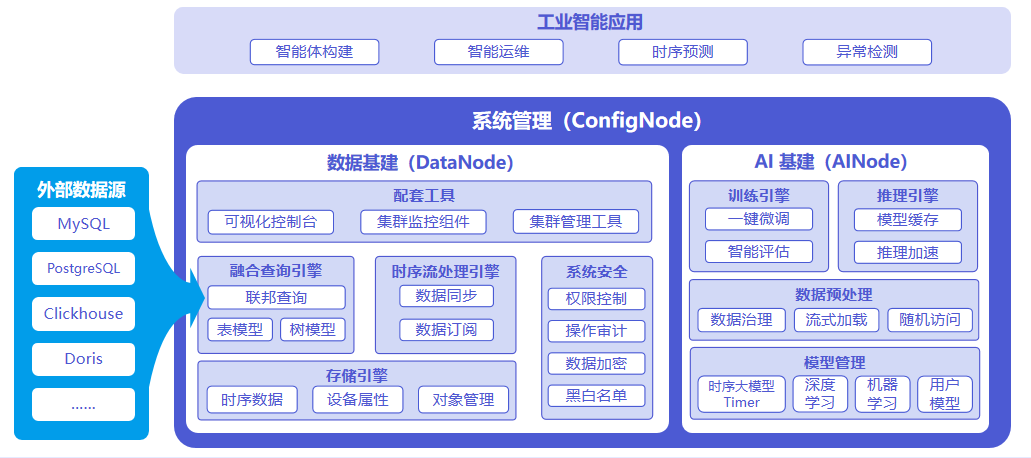 工业智能应用
智能体构建
智能运维
时序预测
异常检测
系统管理（ConfigNode）
外部数据源
MySQL
PostgreSQL
Clickhouse
Doris
......
数据基建（DataNode）
配套工具
可视化控制台
集群监控组件
集群管理工具
融合查询引擎
联邦查询
表模型
树模型
时序流处理引擎
数据同步
数据订阅
存储引擎
时序数据
设备属性
对象管理
系统安全
权限控制
操作审计
数据加密
黑白名单
AI 基建（AINode）
训练引擎
一键微调
智能评估
推理引擎
模型缓存
推理加速
数据预处理
数据治理
流式加载
随机访问
模型管理
时序大模型
Timer
深度
学习
机器
学习
用户
模型